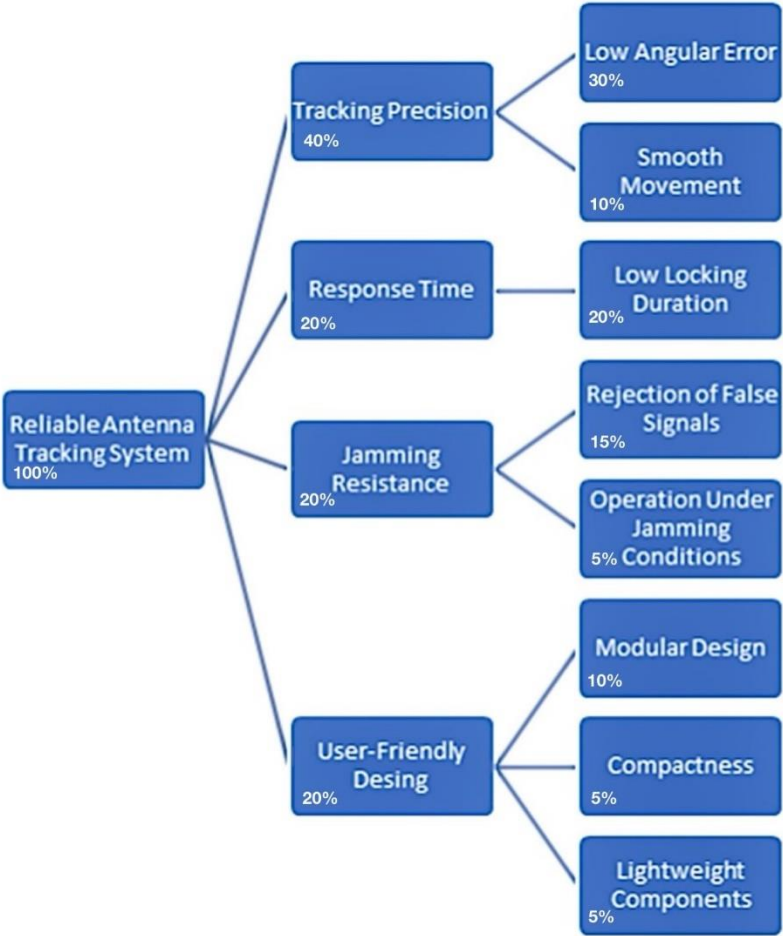 Reliable Antenna
Tracking System
100%
Tracking Precision
40%
Low Angular Error
30%
Smooth
Movement
10%
Response Time
20%
Low Locking
Duration
20%
Jamming
Resistance
20%
Rejection of False
Signals
15%
Operation Under
Jamming
5% Conditions
User-Friendly
Desing
20%
Modular Design
10%
Compactness
5%
Lightweight
Components
5%